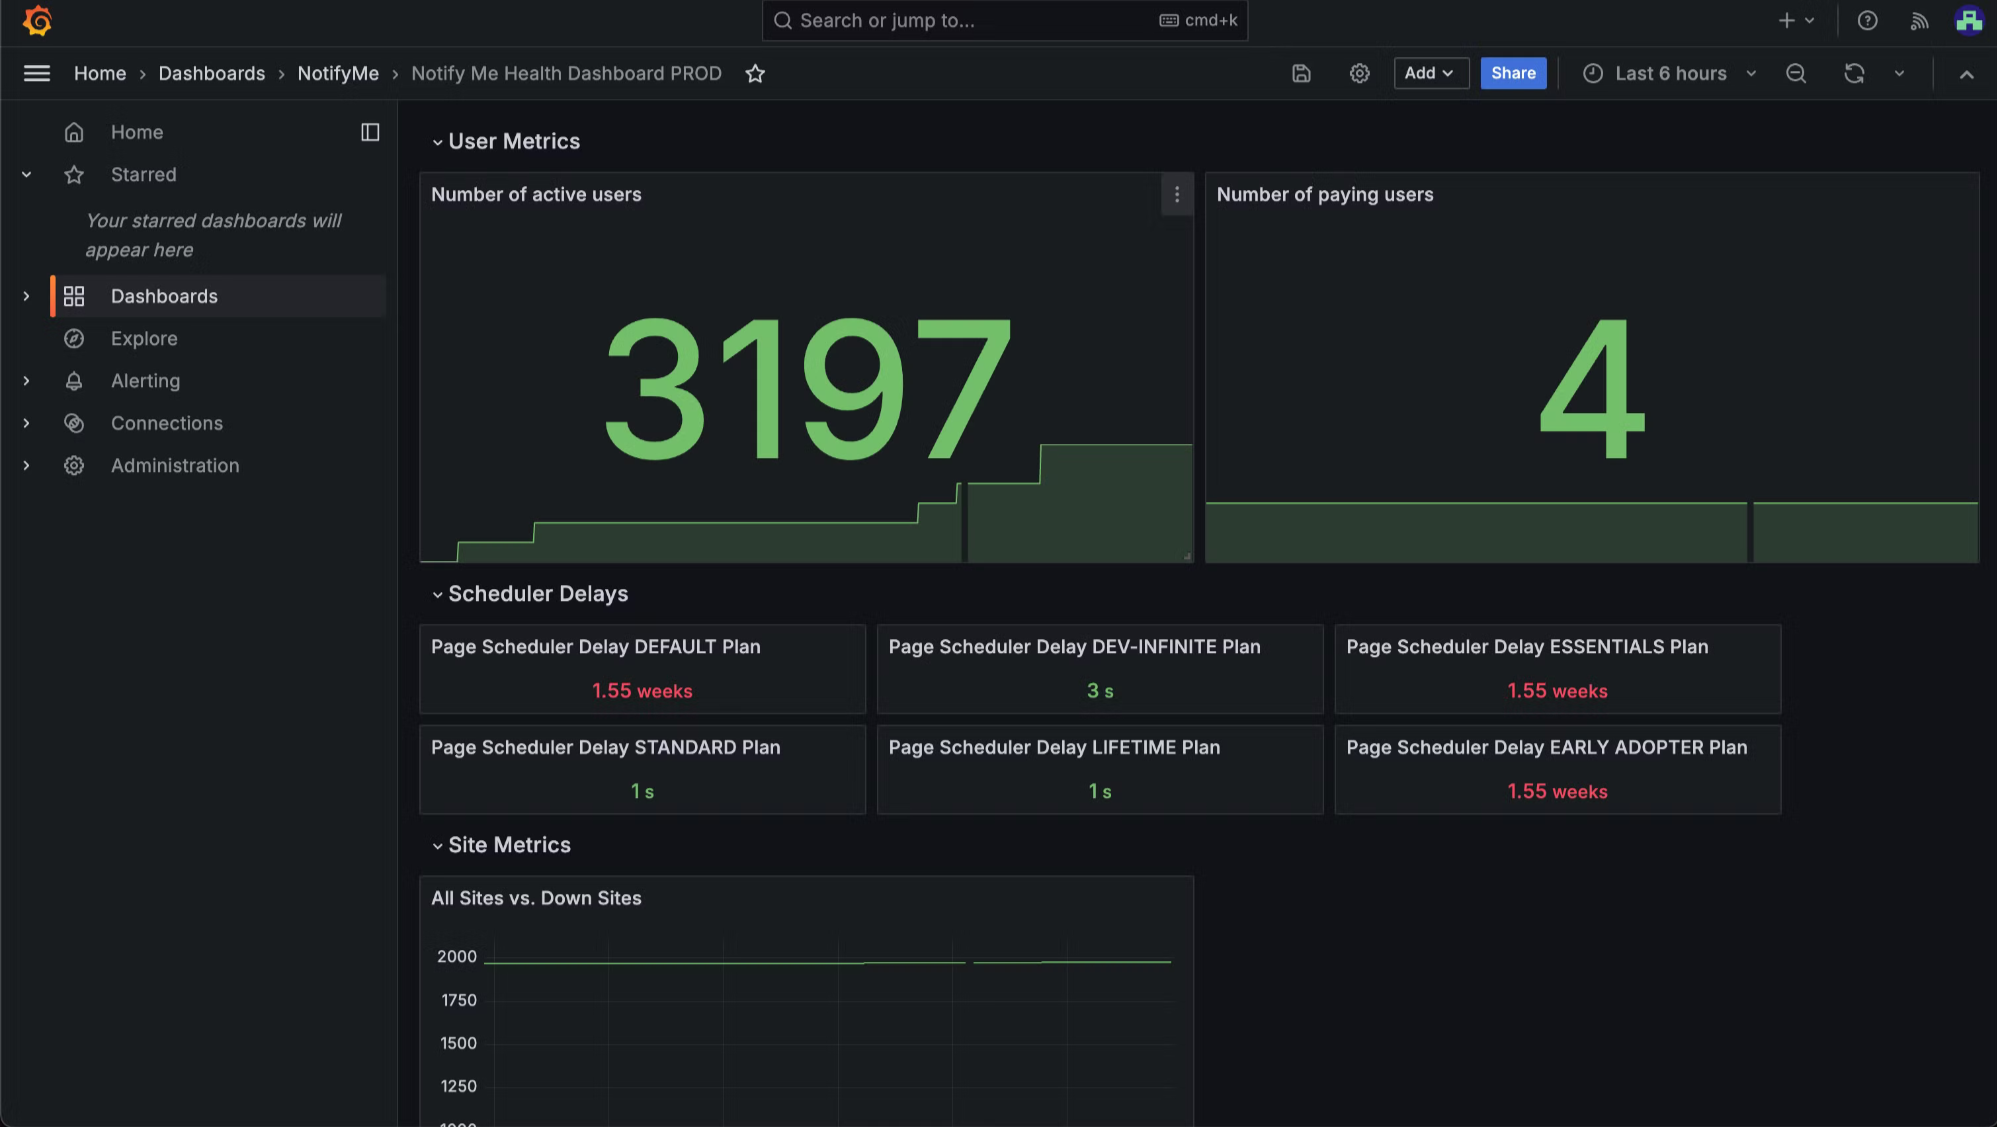 Search or jump to...
cmd+k
Home
Dashboards
NotifyMe
Notify Me Health Dashboard PROD
Add
Share
Last 6 hours
Home
Starred
Your starred dashboards will
appear here
Dashboards
Explore
Alerting
Connections
Administration
User Metrics
Number of active users
3197
Number of paying users
4
Scheduler Delays
Page Scheduler Delay DEFAULT Plan
1.55 weeks
Page Scheduler Delay DEV-INFINITE Plan
3 s
Page Scheduler Delay ESSENTIALS Plan
1.55 weeks
Page Scheduler Delay STANDARD Plan
1 s
Page Scheduler Delay LIFETIME Plan
1 s
Page Scheduler Delay EARLY ADOPTER Plan
1.55 weeks
Site Metrics
All Sites vs. Down Sites
2000
1750
1500
1250